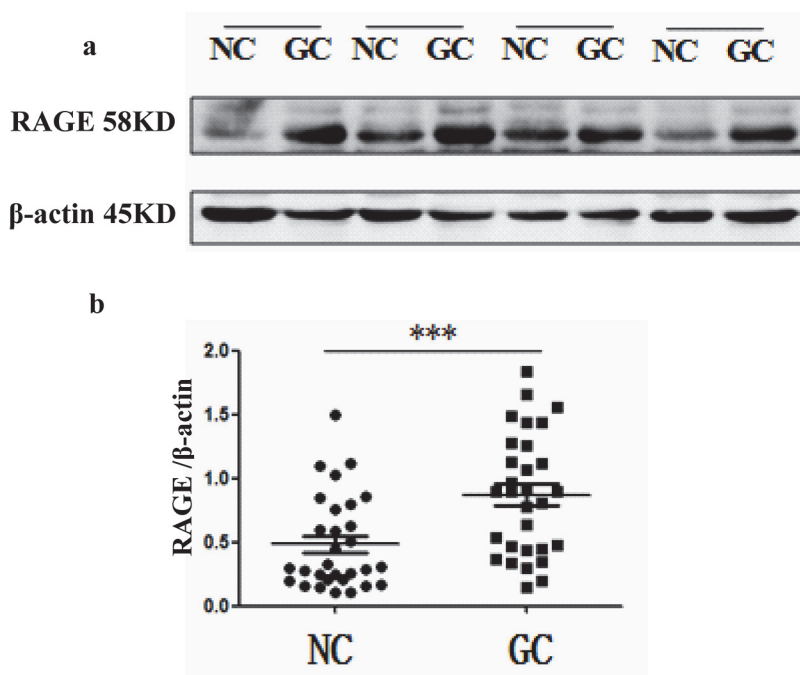 a
NC GC NC GC NC GC NC GC
RAGE 58KD
β-actin 45KD
b
***
2.0
1.5
1.0
0.5
0.0
RAGE /β-actin
NC GC